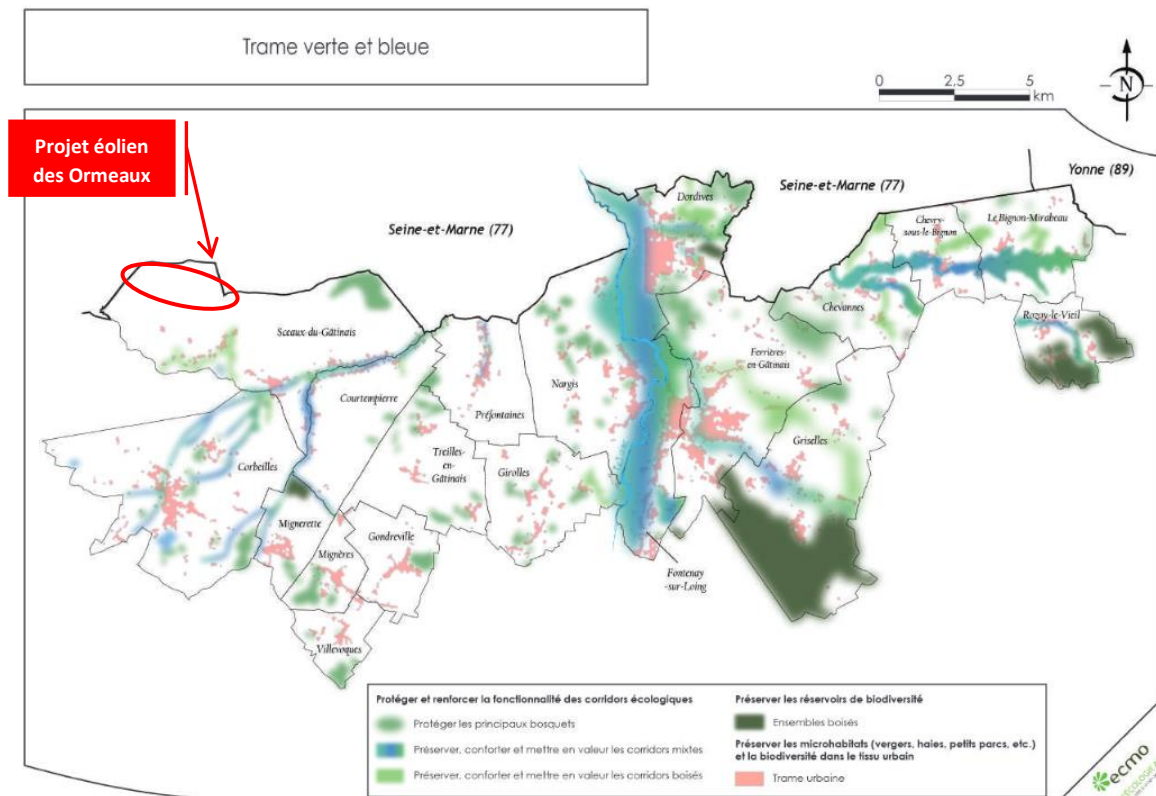 Trame verte et bleue
0 2,5 5
km
N
Projet éolien
des Ormeaux
Yonne (89)
Seine-et-Marne (77)
Seine-et-Marne (77)
Dordives
Chevry-
sous-le-Bignon
Le Bignon-Mirabeau
Chevannes
Rozoy-le-Vieil
Sceaux-du-Gâtinais
Ferrières-
en-Gâtinais
Nargis
Courtempierre
Préfontaines
Griselles
Corbeilles
Treilles-
en-
Gâtinais
Girolles
Mignerette
Gondreville
Mignères
Fontenay
-sur-Loing
Villevoques
Protéger et renforcer la fonctionnalité des corridors écologiques
Protéger les principaux bosquets
Préserver, conforter et mettre en valeur les corridors mixtes
Préserver, conforter et mettre en valeur les corridors boisés
Préserver les réservoirs de biodiversité
Ensembles boisés
Préserver les microhabitats (vergers, haies, petits parcs, etc.)
et la biodiversité dans le tissu urbain
Trame urbaine
ecmo